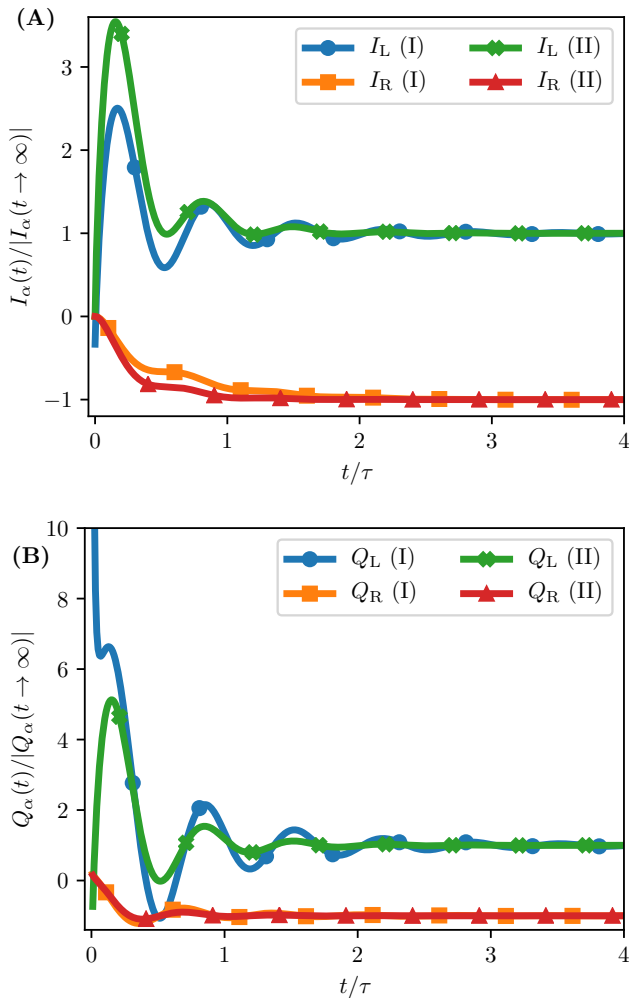 (A)
I_L (I)
I_R (I)
I_L (II)
I_R (II)
3
2
1
0
−1
I_α(t)/|I_α(t → ∞)|
0
1
2
3
4
t/τ
(B)
Q_L (I)
Q_R (I)
Q_L (II)
Q_R (II)
10
8
6
4
2
0
Q_α(t)/|Q_α(t → ∞)|
0
1
2
3
4
t/τ